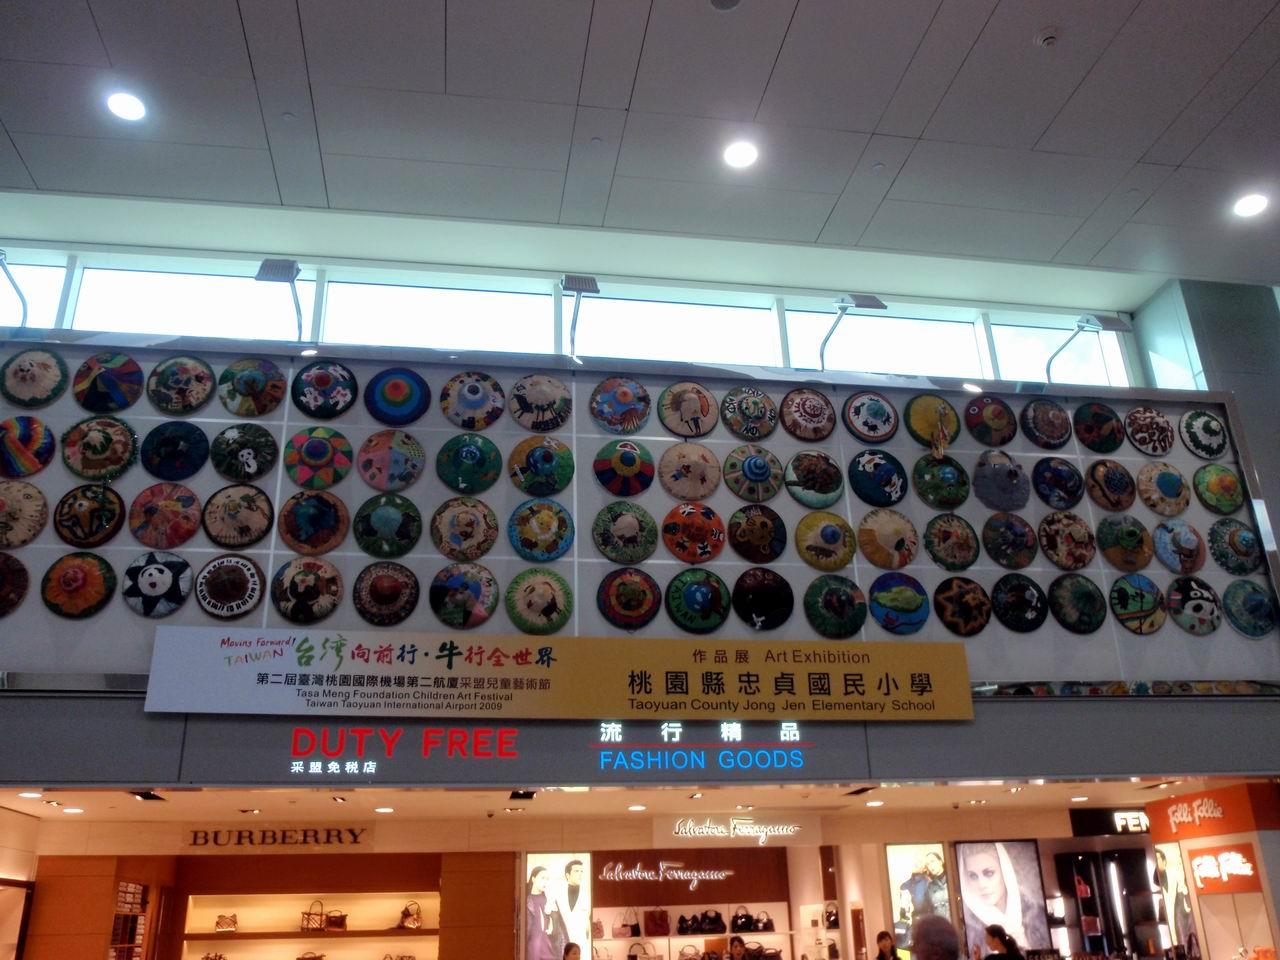 Moving Forward!
TAIWAN 台灣向前行·牛行全世界
第二屆臺灣桃園國際機場第二航廈采盟兒童藝術節
Tasa Meng Foundation Children Art Festival
Taiwan Taoyuan International Airport 2009
作品展 Art Exhibition
桃園縣忠貞國民小學
Taoyuan County Jong Jen Elementary School
DUTY FREE
采盟免税店
流行精品
FASHION GOODS
BURBERRY
Salvatore Ferragamo
Salvatore Ferragamo
FEN
Folli Follie
Folli Follie